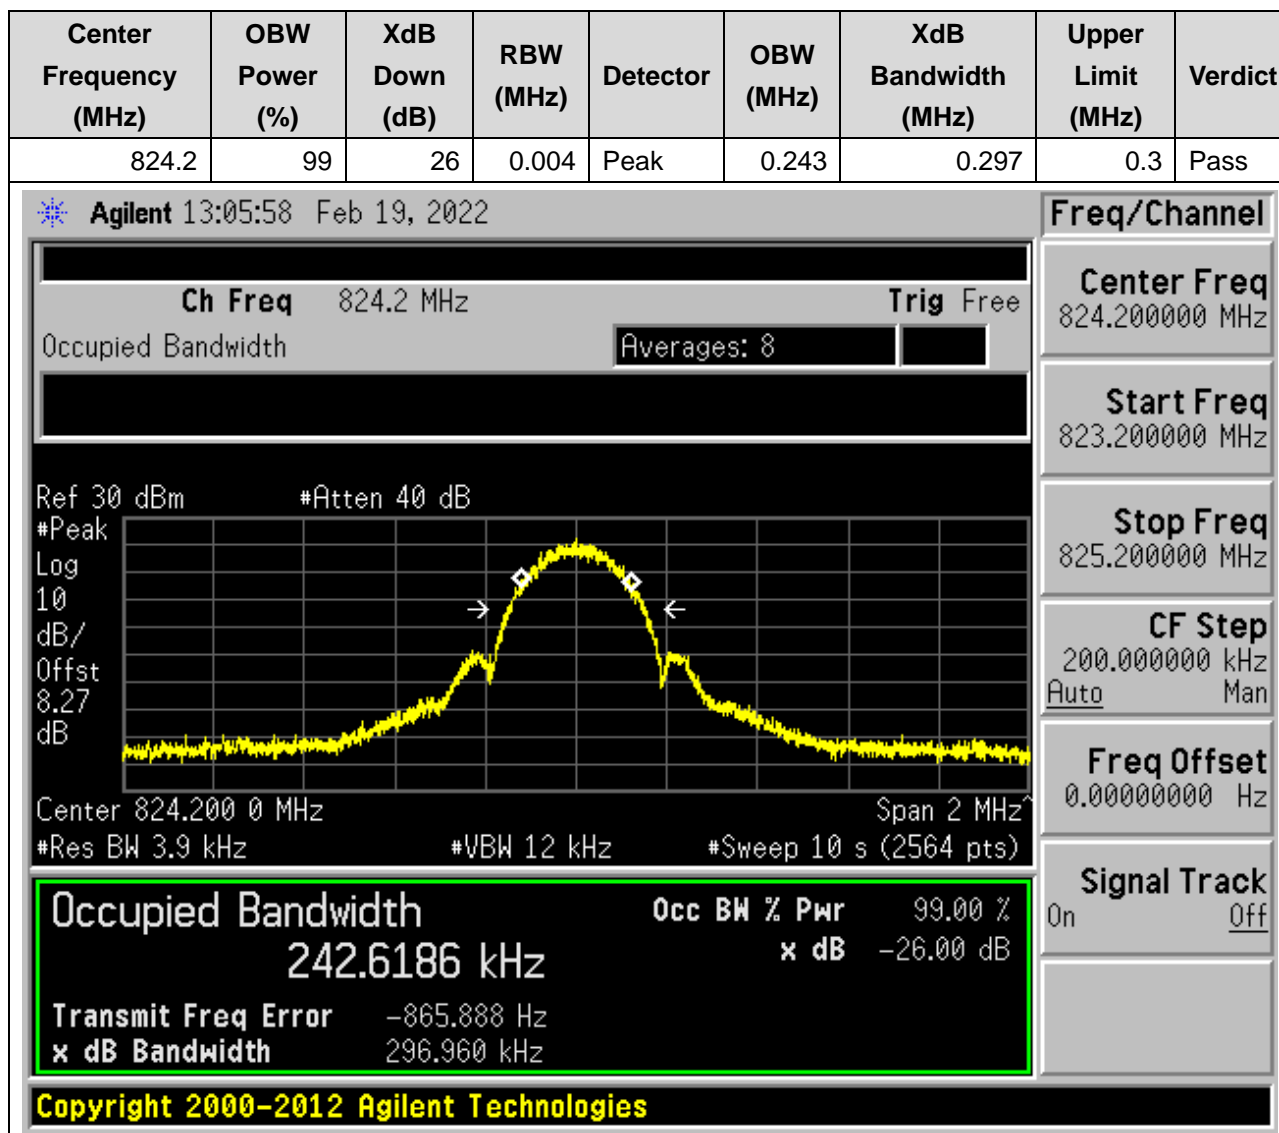 Center Frequency (MHz) OBW Power (%) XdB Down (dB) RBW (MHz) Detector OBW (MHz) XdB Bandwidth (MHz) Upper Limit (MHz) Verdict
824.2 99 26 0.004 Peak 0.243 0.297 0.3 Pass
Agilent 13:05:58 Feb 19, 2022
Freq/Channel
Ch Freq 824.2 MHz Trig Free
Occupied Bandwidth Averages: 8
Ref 30 dBm #Atten 40 dB
#Peak
Log
10
dB/
Offst
8.27
dB
Center 824.200 0 MHz Span 2 MHz^
#Res BW 3.9 kHz #VBW 12 kHz #Sweep 10 s (2564 pts)
Occupied Bandwidth Occ BW % Pwr 99.00 %
242.6186 kHz x dB -26.00 dB
Transmit Freq Error -865.888 Hz
x dB Bandwidth 296.960 kHz
Copyright 2000-2012 Agilent Technologies
Center Freq
824.200000 MHz
Start Freq
823.200000 MHz
Stop Freq
825.200000 MHz
CF Step
200.000000 kHz
Auto Man
Freq Offset
0.00000000 Hz
Signal Track
On Off